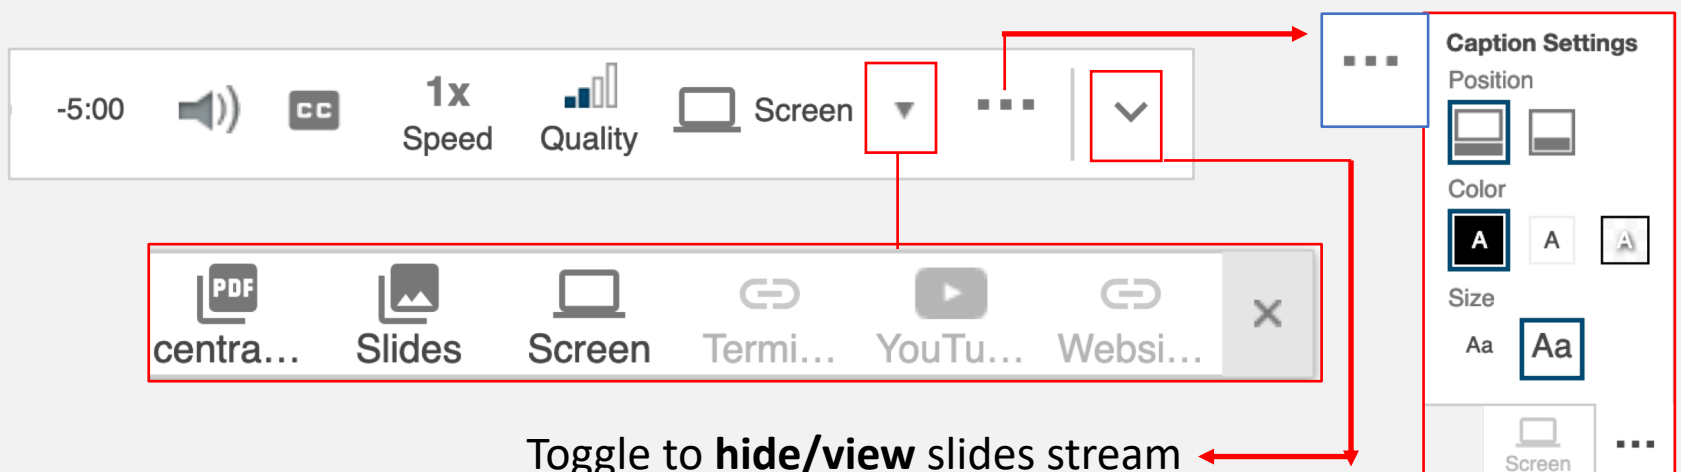 -5:00
CC
1x
Speed
Quality
Screen
PDF
centra...
Slides
Screen
Termi...
YouTu...
Websi...
Toggle to hide/view slides stream
Caption Settings
Position
Color
A A A
Size
Aa Aa
Screen